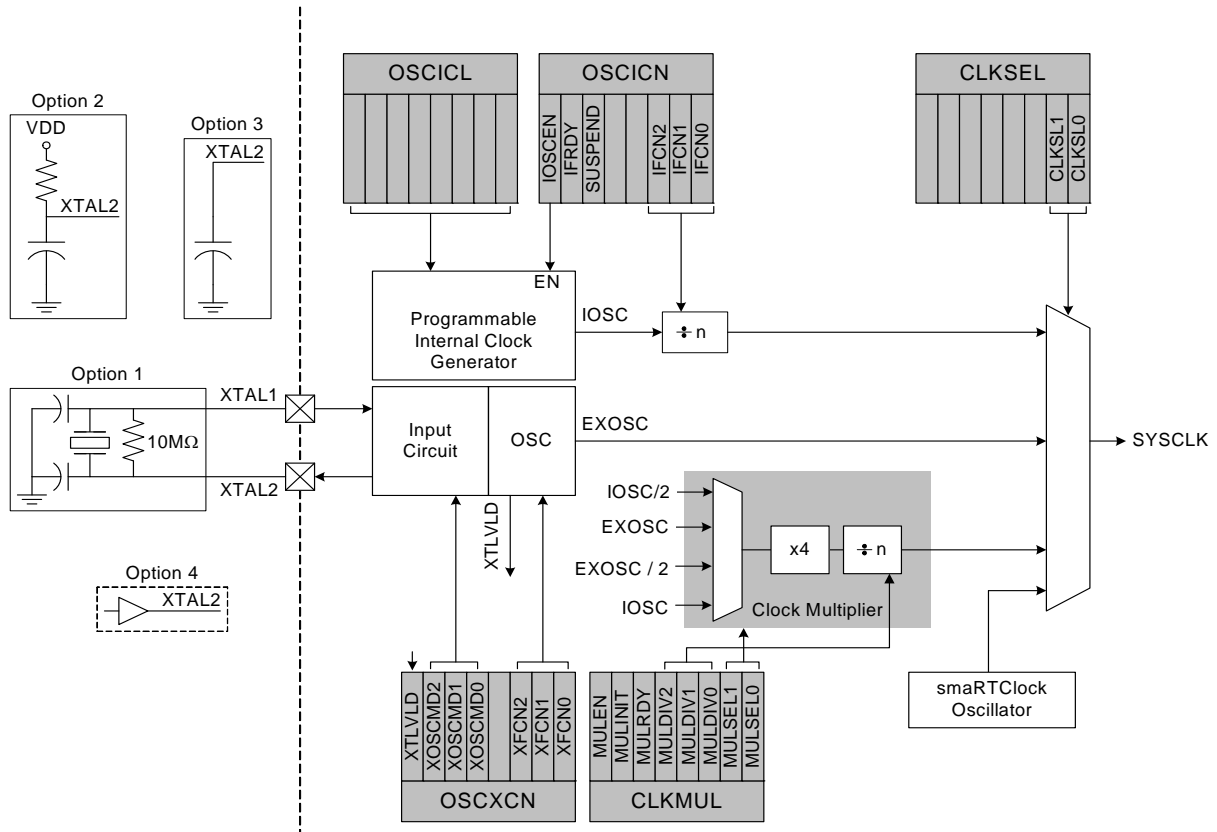 OSCICL
OSCICN
CLKSEL
IOSCEN
IFRDY
SUSPEND
IFCN2
IFCN1
IFCN0
CLKSL1
CLKSL0
Option 2
VDD
XTAL2
Option 3
XTAL2
EN
Programmable
Internal Clock
Generator
IOSC
÷ n
Option 1
XTAL1
10MΩ
XTAL2
Input
Circuit
OSC
EXOSC
SYSCLK
XTLVLD
IOSC/2
EXOSC
EXOSC / 2
IOSC
x4
÷ n
Clock Multiplier
Option 4
XTAL2
smaRTClock
Oscillator
XTLVLD
XOSCMD2
XOSCMD1
XOSCMD0
XFCN2
XFCN1
XFCN0
OSCXCN
MULEN
MULINIT
MULRDY
MULDIV2
MULDIV1
MULDIV0
MULSEL1
MULSEL0
CLKMUL